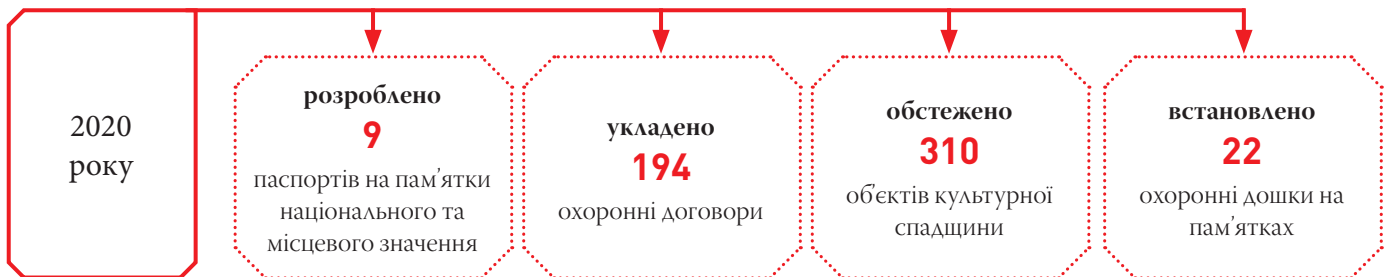 2020
року
розроблено
9
паспортів на пам'ятки
національного та
місцевого значення
укладено
194
охоронні договори
обстежено
310
об'єктів культурної
спадщини
встановлено
22
охоронні дошки на
пам'ятках